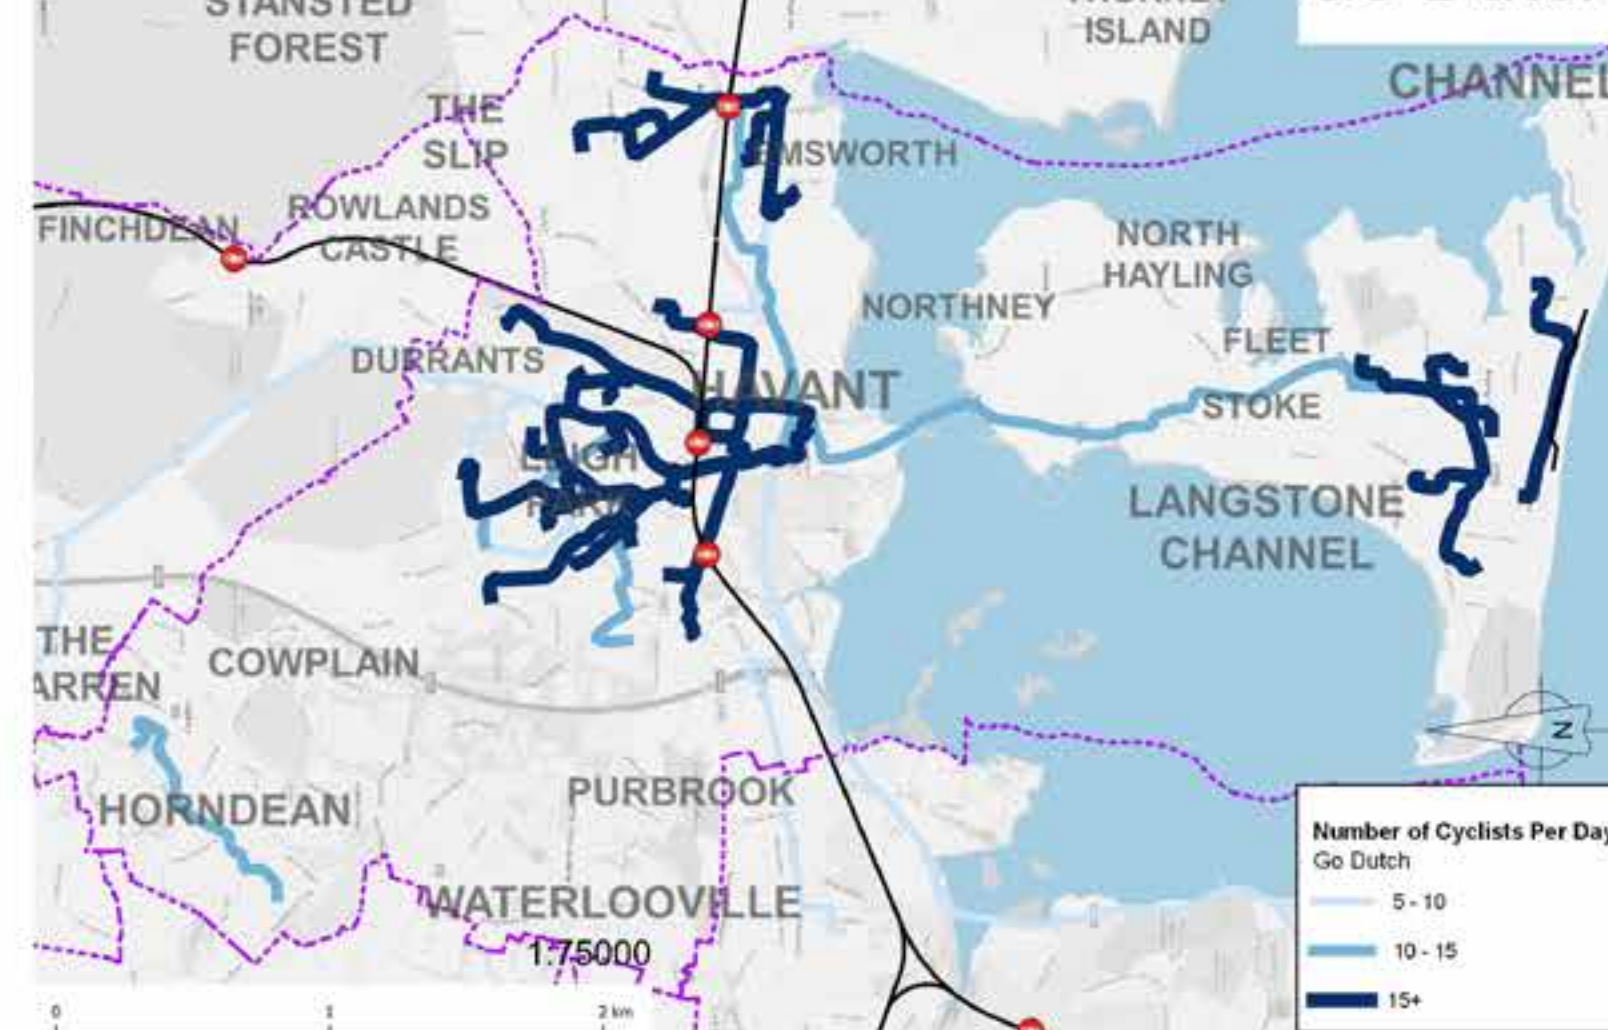 STANSTED
FOREST
ISLAND
CHANNEL
THE
SLIP
EMSWORTH
ROWLANDS
CASTLE
FINCHDEAN
NORTH
HAYLING
NORTHNEY
FLEET
DURRANTS
HAVANT
STOKE
LEIGH
PARK
LANGSTONE
CHANNEL
THE
ARREN
COWPLAIN
N
PURBROOK
HORNDEAN
WATERLOOVILLE
1:75000
0 1 2 km
Number of Cyclists Per Day
Go Dutch
5 - 10
10 - 15
15+